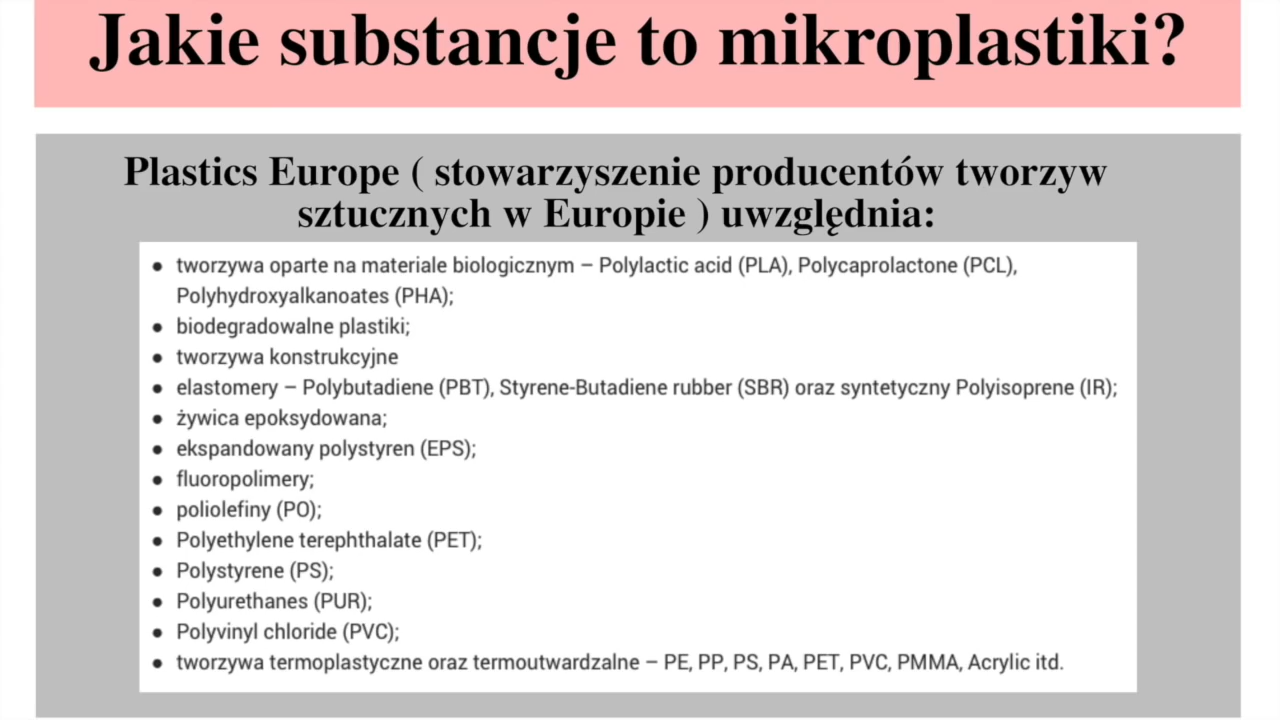 Jakie substancje to mikroplastiki?
Plastics Europe ( stowarzyszenie producentów tworzyw
sztucznych w Europie ) uwzględnia:
● tworzywa oparte na materiale biologicznym – Polylactic acid (PLA), Polycaprolactone (PCL),
Polyhydroxyalkanoates (PHA);
● biodegradowalne plastiki;
● tworzywa konstrukcyjne
● elastomery – Polybutadiene (PBT), Styrene-Butadiene rubber (SBR) oraz syntetyczny Polyisoprene (IR);
● żywica epoksydowana;
● ekspandowany polystyren (EPS);
● fluoropolimery;
● poliolefiny (PO);
● Polyethylene terephthalate (PET);
● Polystyrene (PS);
● Polyurethanes (PUR);
● Polyvinyl chloride (PVC);
● tworzywa termoplastyczne oraz termoutwardzalne – PE, PP, PS, PA, PET, PVC, PMMA, Acrylic itd.